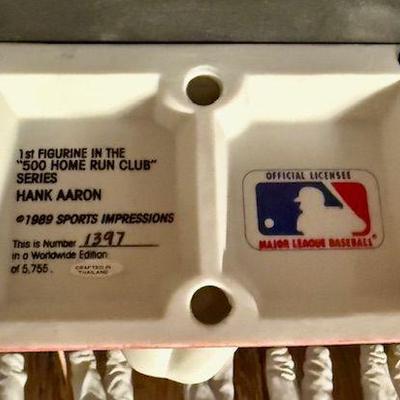 1st FIGURINE IN THE
"500 HOME RUN CLUB"
SERIES
HANK AARON
©1989 SPORTS IMPRESSIONS
This is Number 1397
in a Worldwide Edition
of 5,755.
CRAFTED IN
THAILAND
OFFICIAL LICENSEE
MAJOR LEAGUE BASEBALL